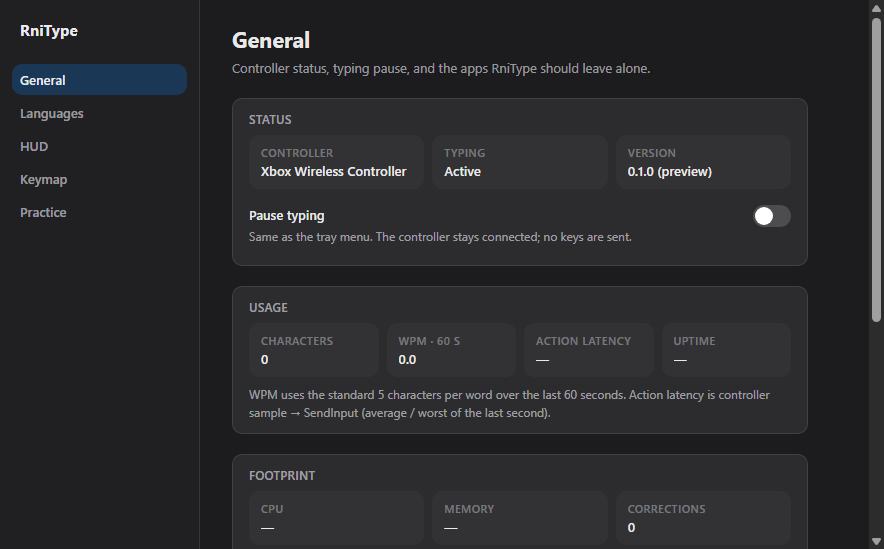 RniType
General
Languages
HUD
Keymap
Practice
General
Controller status, typing pause, and the apps RniType should leave alone.
STATUS
CONTROLLER
Xbox Wireless Controller
TYPING
Active
VERSION
0.1.0 (preview)
Pause typing
Same as the tray menu. The controller stays connected; no keys are sent.
USAGE
CHARACTERS
0
WPM · 60 S
0.0
ACTION LATENCY
—
UPTIME
—
WPM uses the standard 5 characters per word over the last 60 seconds. Action latency is controller
sample → SendInput (average / worst of the last second).
FOOTPRINT
CPU
—
MEMORY
—
CORRECTIONS
0